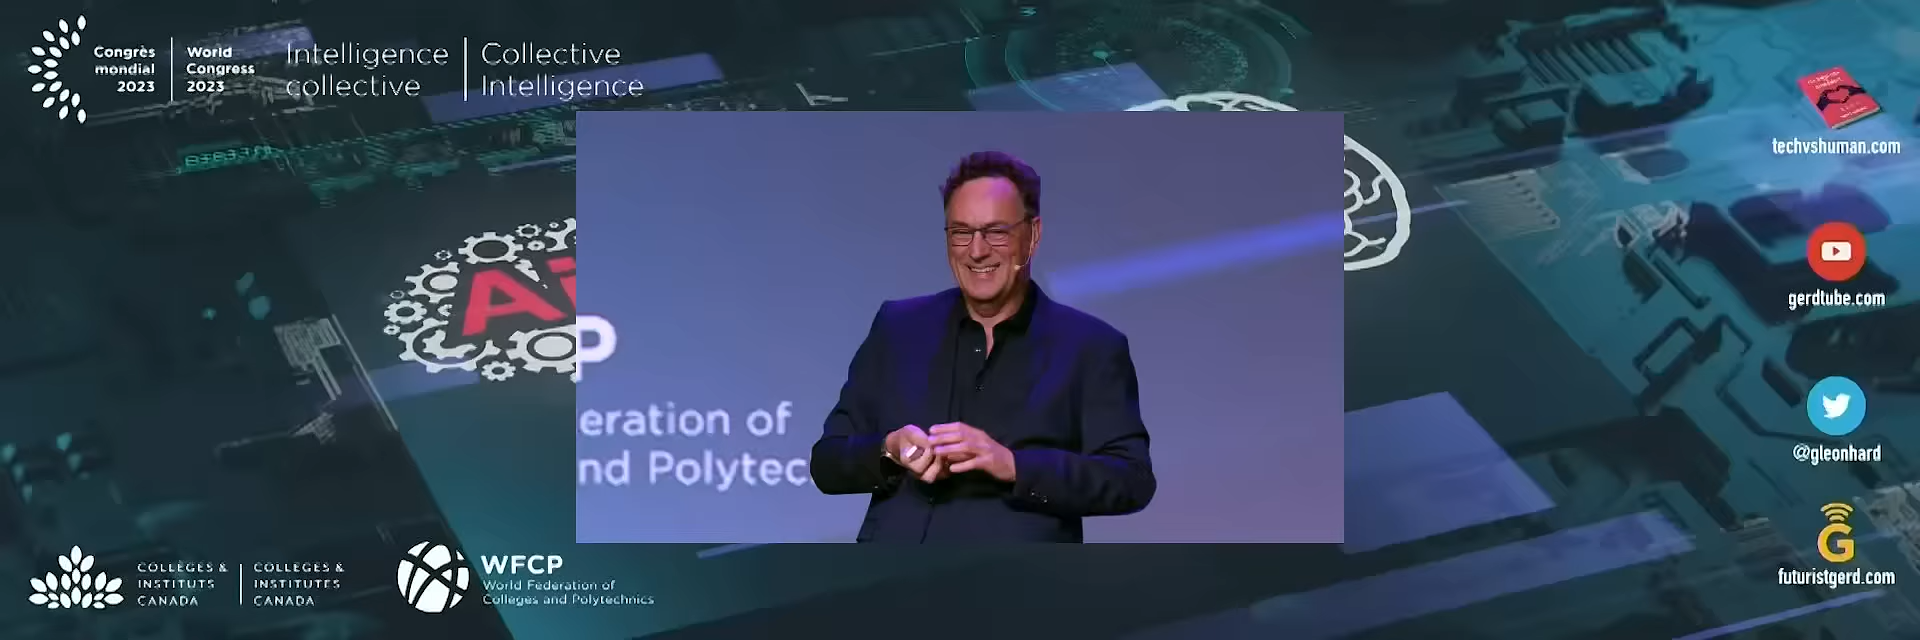 Congrès
mondial
2023
World
Congress
2023
Intelligence
collective
Collective
Intelligence
techvshuman.com
gerdtube.com
@gleonhard
G
futuristgerd.com
Ai
P
eration of
nd Polytec
COLLÈGES &
INSTITUTS
CANADA
COLLEGES &
INSTITUTES
CANADA
WFCP
World Federation of
Colleges and Polytechnics